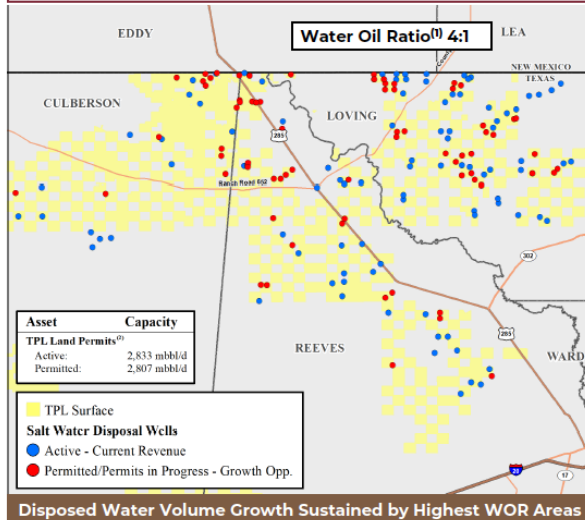 EDDY
Water Oil Ratio(1) 4:1
LEA
County
NEW MEXICO
TEXAS
CULBERSON
LOVING
285
Ranch Road 652
302
Asset Capacity
TPL Land Permits(2)
Active: 2,833 mbbl/d
Permitted: 2,807 mbbl/d
REEVES
285
WARD
TPL Surface
Salt Water Disposal Wells
Active - Current Revenue
Permitted/Permits in Progress - Growth Opp.
20
17
Disposed Water Volume Growth Sustained by Highest WOR Areas